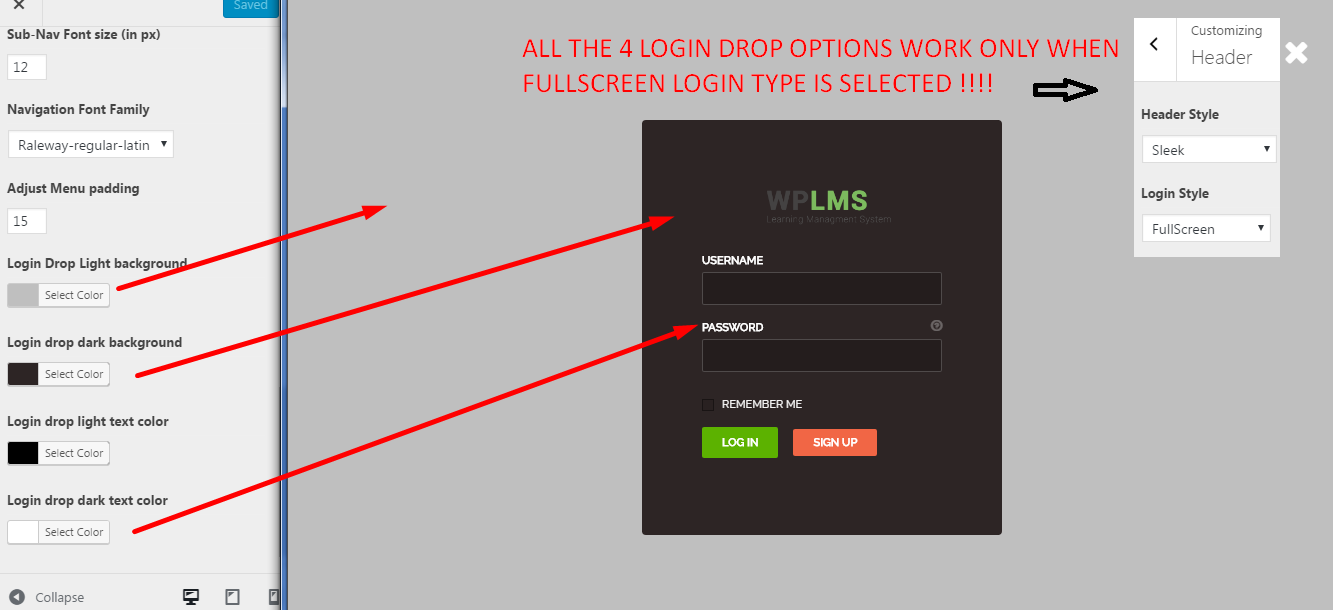 Saved
Sub-Nav Font size (in px)
12
Navigation Font Family
Raleway-regular-latin
Adjust Menu padding
15
Login Drop Light background
Select Color
Login drop dark background
Select Color
Login drop light text color
Select Color
Login drop dark text color
Select Color
Collapse
ALL THE 4 LOGIN DROP OPTIONS WORK ONLY WHEN
FULLSCREEN LOGIN TYPE IS SELECTED !!!!
WPLMS
Learning Managment System
USERNAME
PASSWORD
REMEMBER ME
LOG IN SIGN UP
Customizing
Header
Header Style
Sleek
Login Style
FullScreen